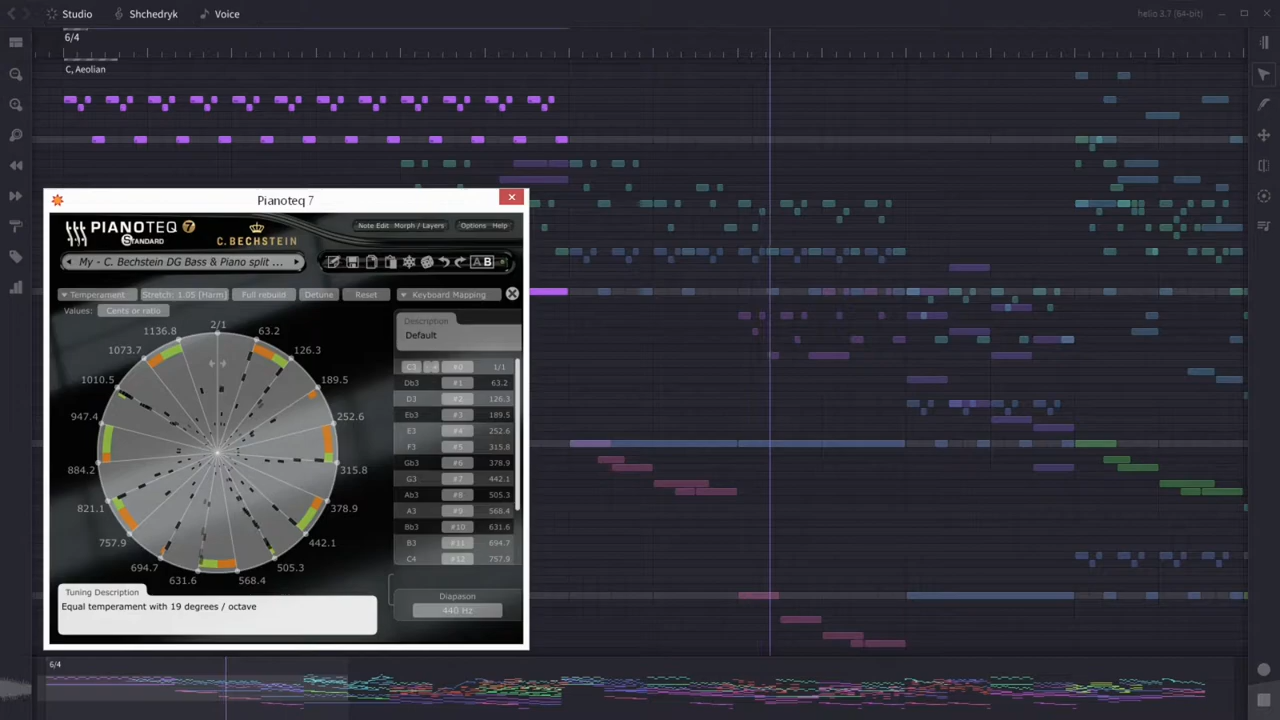 Studio
Shchedryk
Voice
helio 3.7 (64-bit)
6/4
C, Aeolian
Pianoteq 7
PIANOTEQ 7
STANDARD
C. BECHSTEIN
Note Edit Morph / Layers
Options Help
My - C. Bechstein DG Bass & Piano split ...
A B
Temperament
Stretch: 1.05 [Harm]
Full rebuild
Detune
Reset
Keyboard Mapping
Values:
Cents or ratio
2/1
63.2
126.3
189.5
252.6
315.8
378.9
442.1
505.3
568.4
631.6
694.7
757.9
821.1
884.2
947.4
1010.5
1073.7
1136.8
Description
Default
C3 #0 1/1
Db3 #1 63.2
D3 #2 126.3
Eb3 #3 189.5
E3 #4 252.6
F3 #5 315.8
Gb3 #6 378.9
G3 #7 442.1
Ab3 #8 505.3
A3 #9 568.4
Bb3 #10 631.6
B3 #11 694.7
C4 #12 757.9
Tuning Description
Equal temperament with 19 degrees / octave
Diapason
440 Hz
6/4